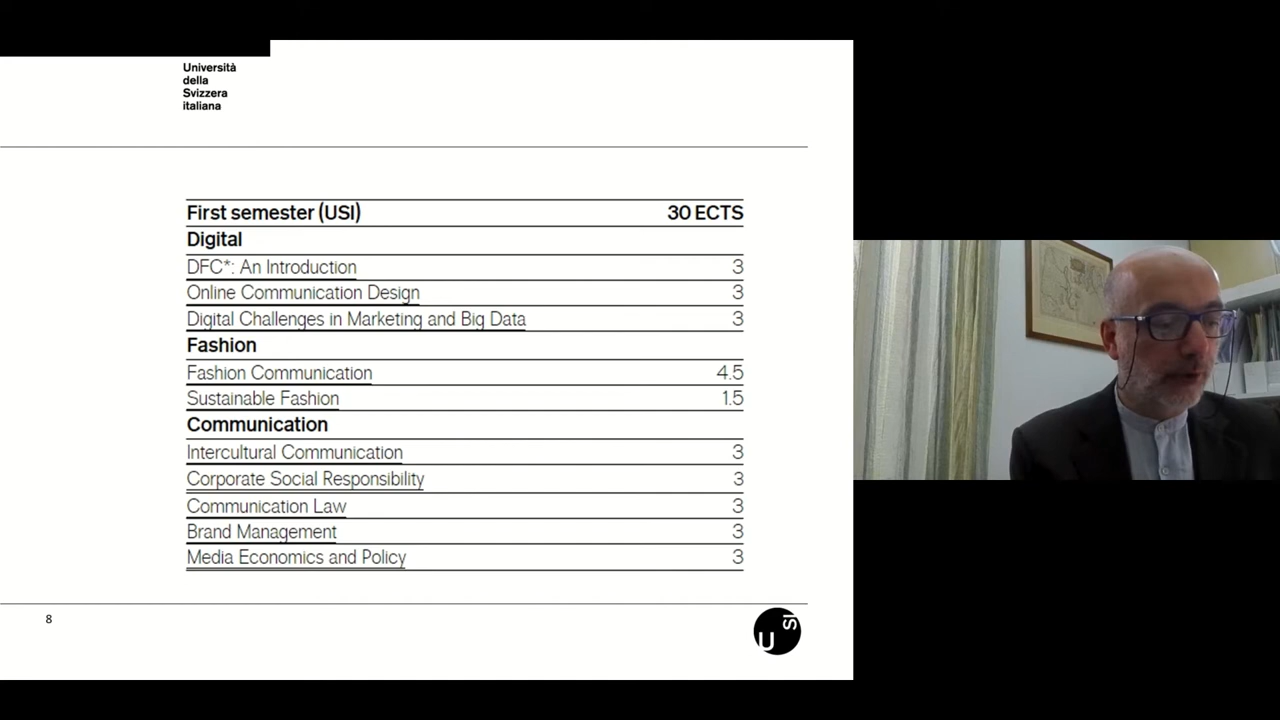 Università
della
Svizzera
italiana
First semester (USI) 30 ECTS
Digital
DFC*: An Introduction 3
Online Communication Design 3
Digital Challenges in Marketing and Big Data 3
Fashion
Fashion Communication 4.5
Sustainable Fashion 1.5
Communication
Intercultural Communication 3
Corporate Social Responsibility 3
Communication Law 3
Brand Management 3
Media Economics and Policy 3
8
U SI